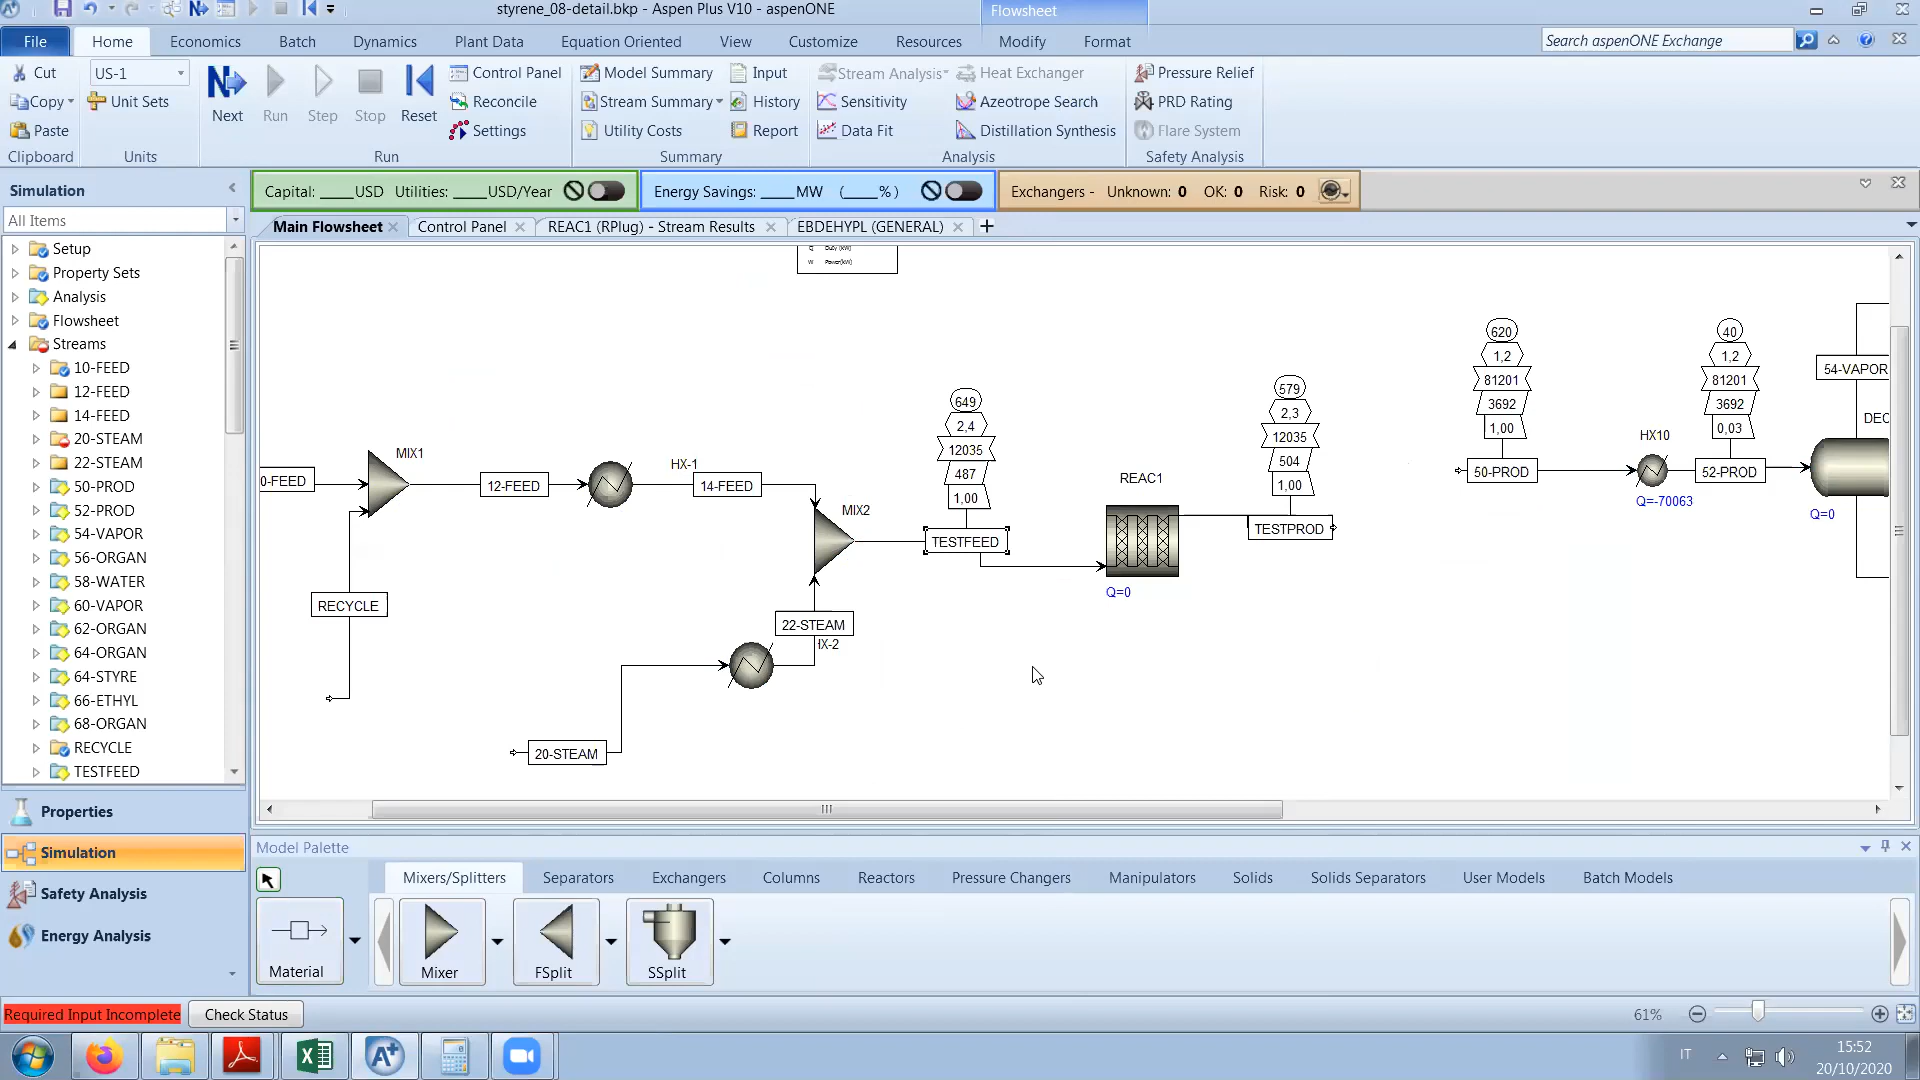 styrene_08-detail.bkp - Aspen Plus V10 - aspenONE
Flowsheet
File Home Economics Batch Dynamics Plant Data Equation Oriented View Customize Resources Modify Format
Search aspenONE Exchange
Cut
Copy
Paste
Clipboard
US-1
Unit Sets
Units
Next
Run
Step
Stop
Reset
Control Panel
Reconcile
Settings
Run
Model Summary
Stream Summary
Utility Costs
Input
History
Report
Summary
Stream Analysis
Sensitivity
Data Fit
Heat Exchanger
Azeotrope Search
Distillation Synthesis
Analysis
Pressure Relief
PRD Rating
Flare System
Safety Analysis
Simulation
All Items
Capital: ____USD Utilities: ____USD/Year
Energy Savings: ____MW (____%)
Exchangers - Unknown: 0 OK: 0 Risk: 0
Main Flowsheet
Control Panel
REAC1 (RPlug) - Stream Results
EBDEHYPL (GENERAL)
Setup
Property Sets
Analysis
Flowsheet
Streams
10-FEED
12-FEED
14-FEED
20-STEAM
22-STEAM
50-PROD
52-PROD
54-VAPOR
56-ORGAN
58-WATER
60-VAPOR
62-ORGAN
64-ORGAN
64-STYRE
66-ETHYL
68-ORGAN
RECYCLE
TESTFEED
Properties
Simulation
Safety Analysis
Energy Analysis
Q Duty (kW)
W Power(kW)
0-FEED
MIX1
12-FEED
HX-1
14-FEED
MIX2
RECYCLE
22-STEAM
HX-2
20-STEAM
649
2,4
12035
487
1,00
TESTFEED
REAC1
Q=0
579
2,3
12035
504
1,00
TESTPROD
620
1,2
81201
3692
1,00
50-PROD
HX10
Q=-70063
40
1,2
81201
3692
0,03
52-PROD
54-VAPOR
DEC
Q=0
Model Palette
Mixers/Splitters Separators Exchangers Columns Reactors Pressure Changers Manipulators Solids Solids Separators User Models Batch Models
Material
Mixer
FSplit
SSplit
Required Input Incomplete
Check Status
61%
IT
15:52
20/10/2020